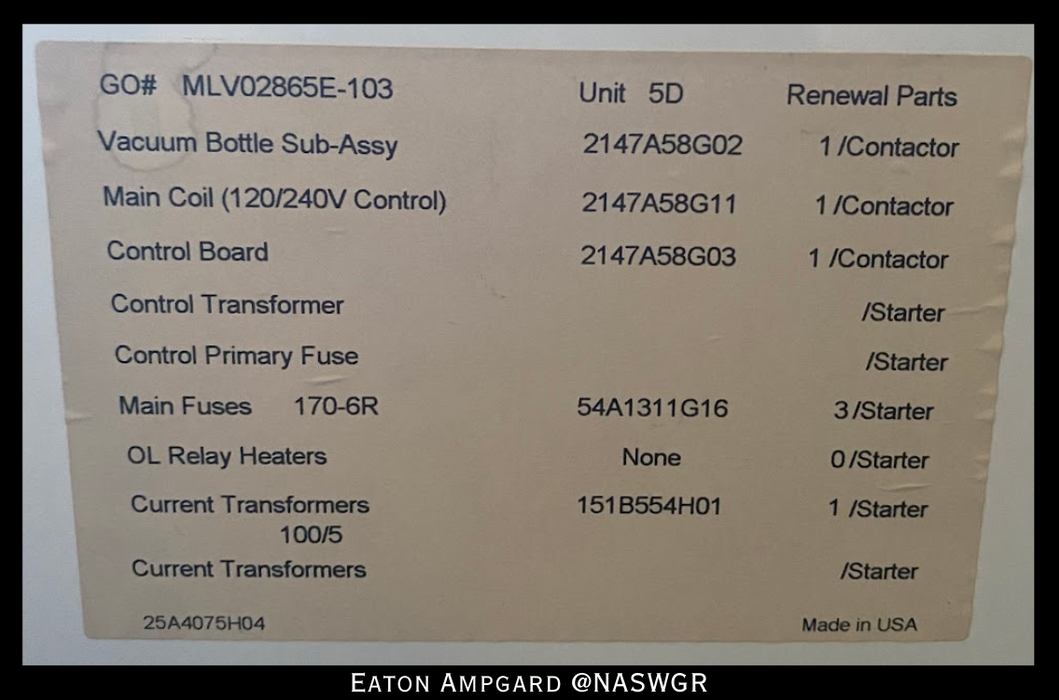 GO# MLV02865E-103 Unit 5D Renewal Parts
Vacuum Bottle Sub-Assy 2147A58G02 1 /Contactor
Main Coil (120/240V Control) 2147A58G11 1 /Contactor
Control Board 2147A58G03 1 /Contactor
Control Transformer /Starter
Control Primary Fuse /Starter
Main Fuses 170-6R 54A1311G16 3 /Starter
OL Relay Heaters None 0 /Starter
Current Transformers 151B554H01 1 /Starter
100/5
Current Transformers /Starter
25A4075H04 Made in USA
EATON AMPGARD @NASWGR